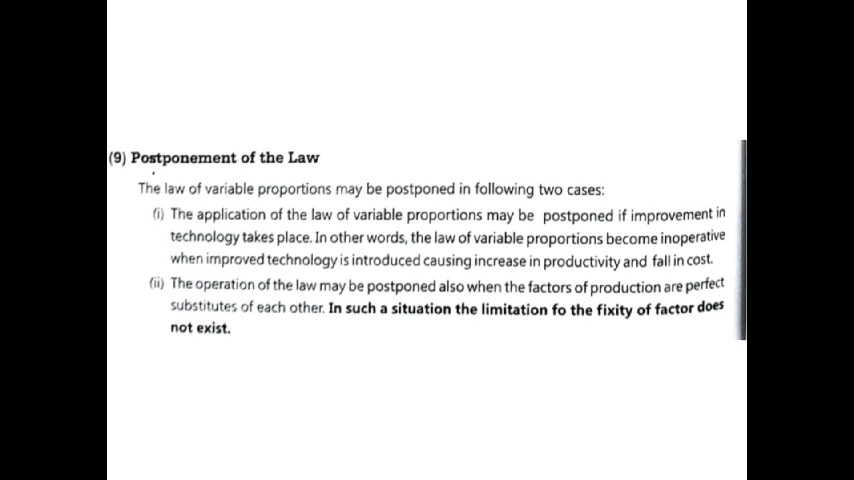 (9) Postponement of the Law
The law of variable proportions may be postponed in following two cases:
(i) The application of the law of variable proportions may be postponed if improvement in
technology takes place. In other words, the law of variable proportions become inoperative
when improved technology is introduced causing increase in productivity and fall in cost.
(ii) The operation of the law may be postponed also when the factors of production are perfect
substitutes of each other. In such a situation the limitation fo the fixity of factor does
not exist.